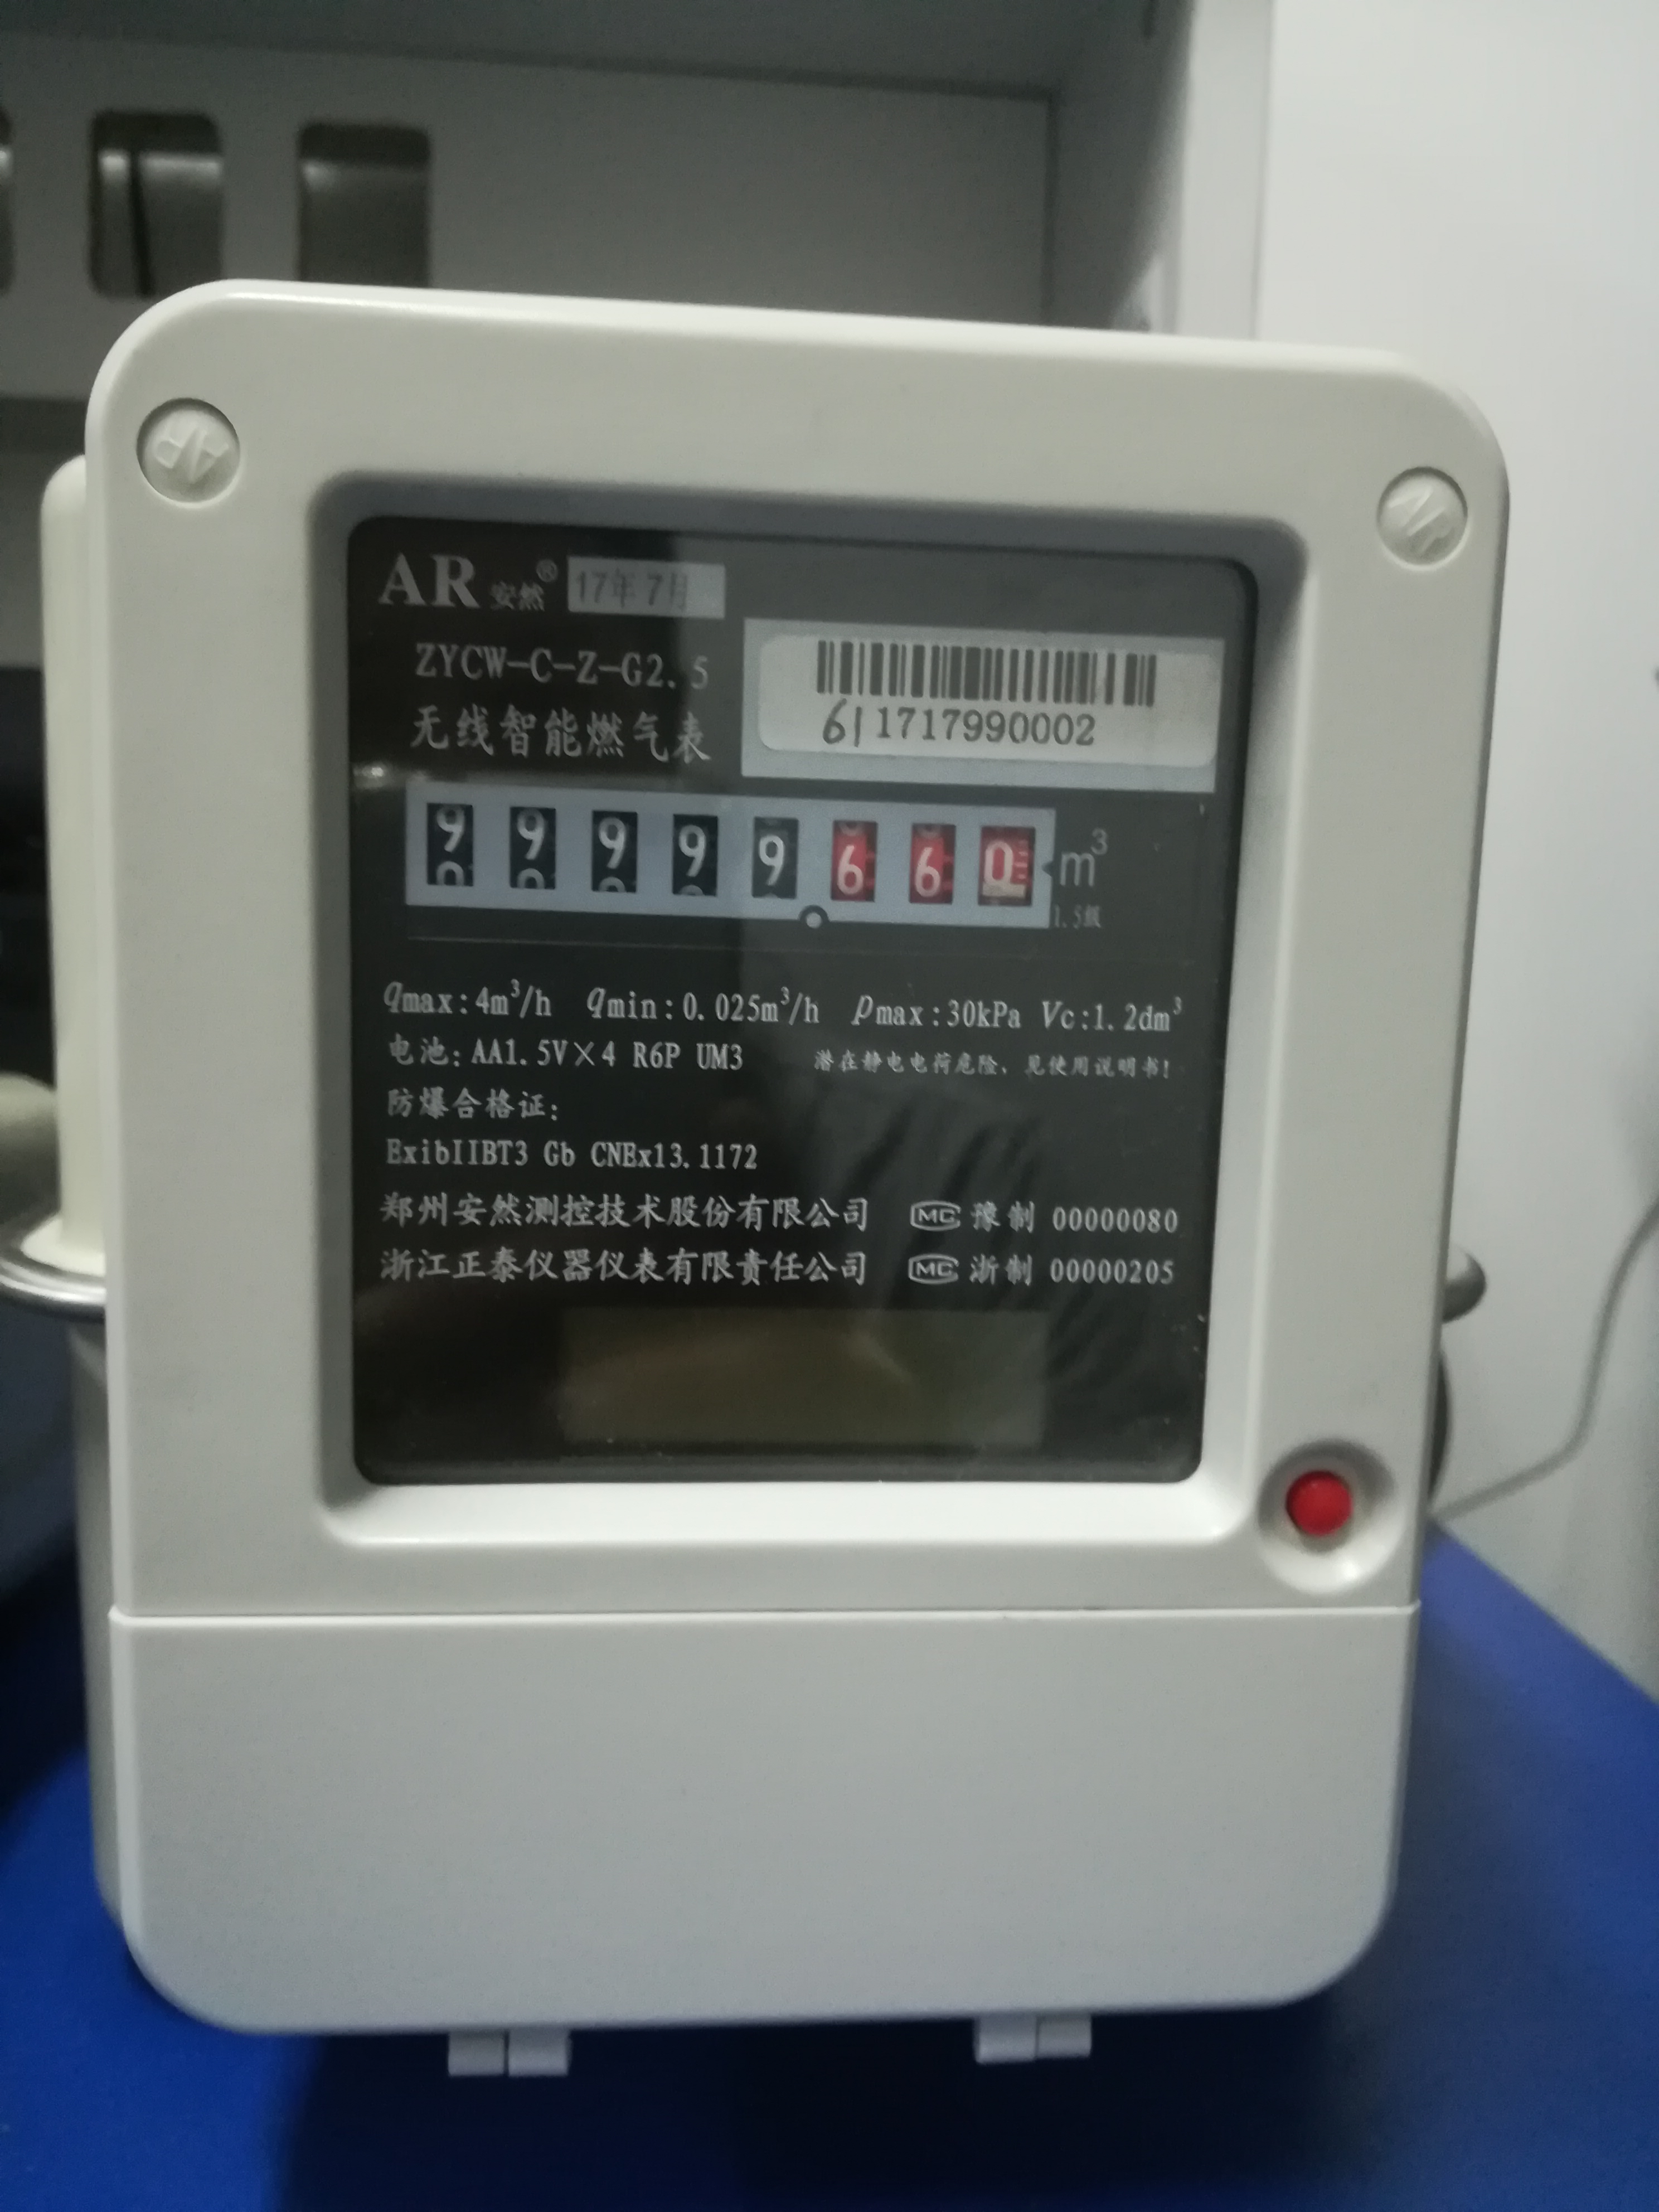 AR 安然® 17年7月
ZYCW-C-Z-G2.5
无线智能燃气表
611717990002
99999660 m³
1.5级
qmax:4m³/h qmin:0.025m³/h pmax:30kPa Vc:1.2dm³
电池:AA1.5V×4 R6P UM3 潜在静电电荷危险,见使用说明书!
防爆合格证:
ExibIIBT3 Gb CNEx13.1172
郑州安然测控技术股份有限公司 MC 豫制 00000080
浙江正泰仪器仪表有限责任公司 MC 浙制 00000205